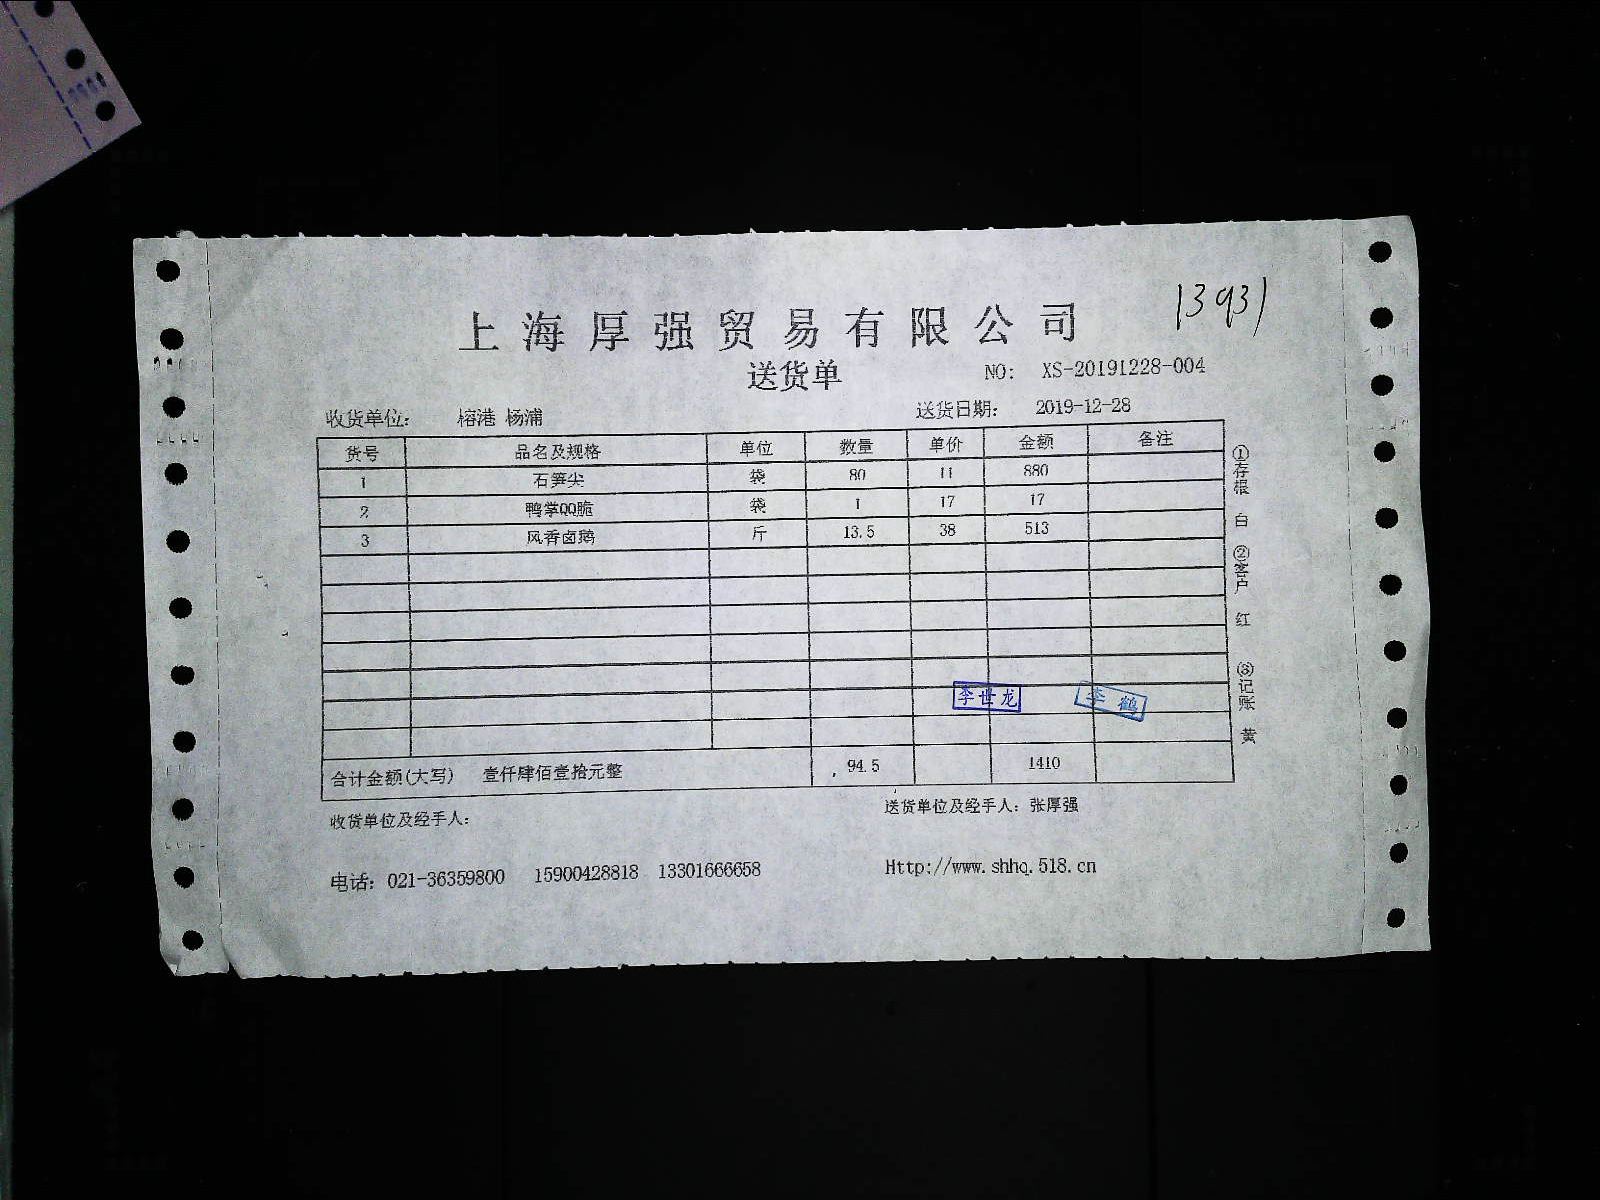 上海厚强贸易有限公司
13931
送货单
NO: XS-20191228-004
收货单位: 榕港 杨浦
送货日期: 2019-12-28
货号 品名及规格 单位 数量 单价 金额 备注
1 石笋尖 袋 80 11 880
2 鸭掌QQ脆 袋 1 17 17
3 风香卤鹅 斤 13.5 38 513
李世龙 李鹤
合计金额(大写) 壹仟肆佰壹拾元整 94.5 1410
收货单位及经手人:
送货单位及经手人: 张厚强
电话: 021-36359800 15900428818 13301666658
Http://www.shhq.518.cn
①存根 白 ②客户 红 ③记账 黄